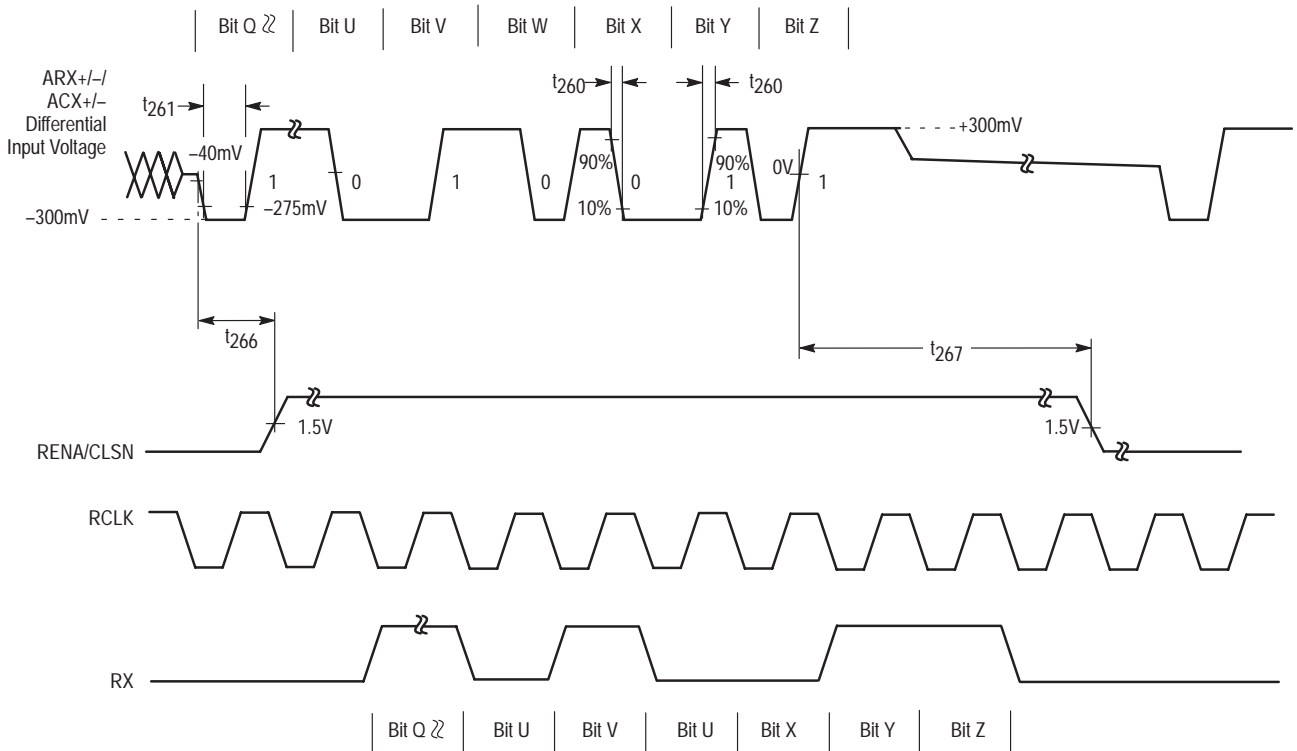 Bit Q Bit U Bit V Bit W Bit X Bit Y Bit Z
ARX+/–/
ACX+/–
Differential
Input Voltage
t261
t260
t260
–40mV
+300mV
90%
90%
0V
1
0
1
0
0
1
1
–275mV
10%
10%
–300mV
t266
t267
1.5V
1.5V
RENA/CLSN
RCLK
RX
Bit Q Bit U Bit V Bit U Bit X Bit Y Bit Z